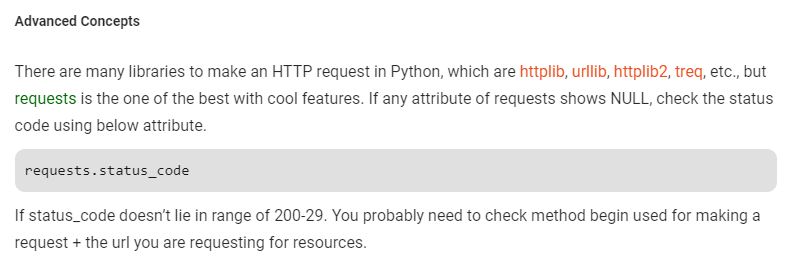 Advanced Concepts
There are many libraries to make an HTTP request in Python, which are httplib, urllib, httplib2, treq, etc., but
requests is the one of the best with cool features. If any attribute of requests shows NULL, check the status
code using below attribute.
requests.status_code
If status_code doesn’t lie in range of 200-29. You probably need to check method begin used for making a
request + the url you are requesting for resources.